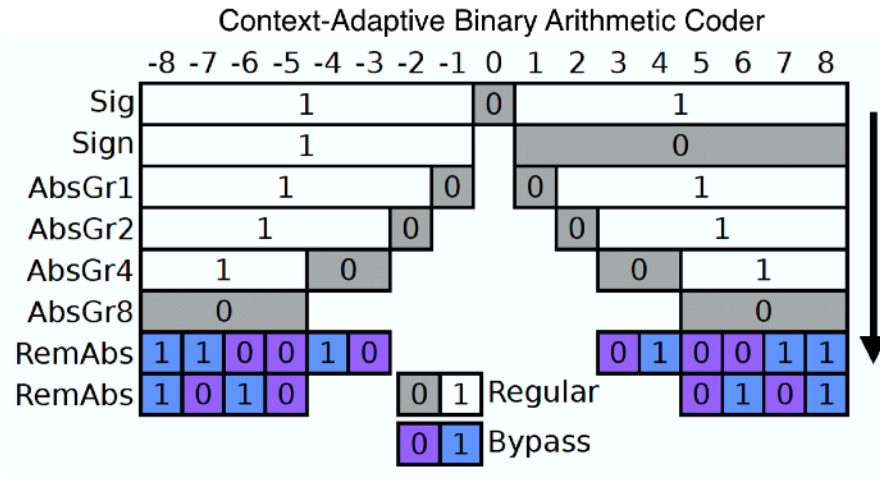 Context-Adaptive Binary Arithmetic Coder
-8 -7 -6 -5 -4 -3 -2 -1 0 1 2 3 4 5 6 7 8
Sig 1 0 1
Sign 1 0
AbsGr1 1 0 0 1
AbsGr2 1 0 0 1
AbsGr4 1 0 0 1
AbsGr8 0 0
RemAbs 1 1 0 0 1 0 0 1 0 0 1 1
RemAbs 1 0 1 0 0 1 0 1
0 1 Regular
0 1 Bypass